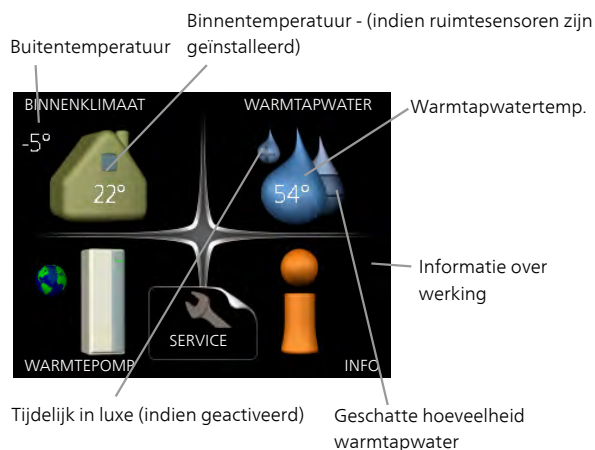 Binnentemperatuur - (indien ruimtesensoren zijn
geïnstalleerd)
Buitentemperatuur
BINNENKLIMAAT
WARMTAPWATER
Warmtapwatertemp.
-5°
22°
54°
Informatie over
werking
SERVICE
WARMTEPOMP
INFO
Tijdelijk in luxe (indien geactiveerd)
Geschatte hoeveelheid
warmtapwater